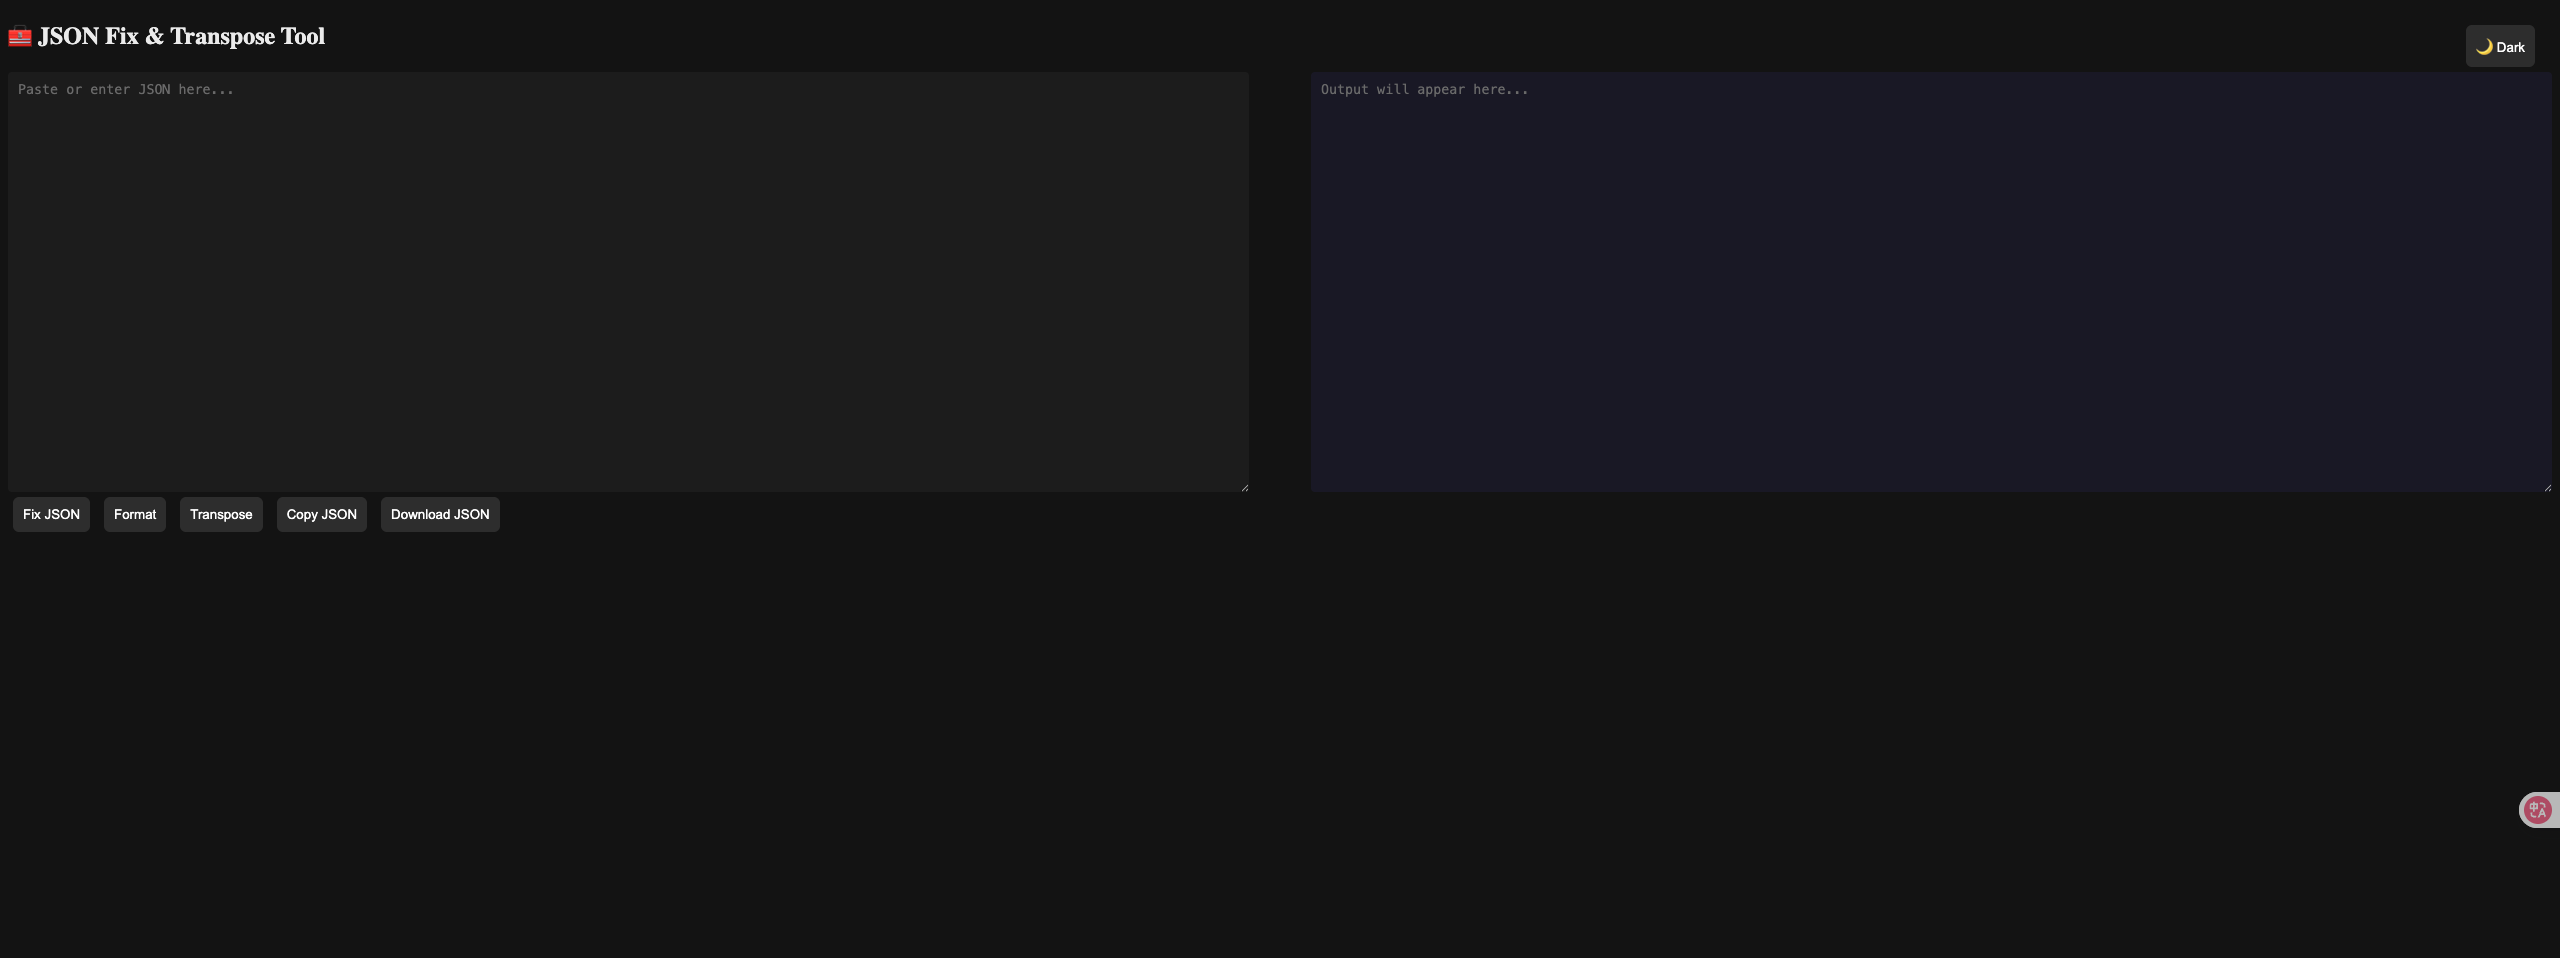 🧰 JSON Fix & Transpose Tool
🌙 Dark
Paste or enter JSON here...
Output will appear here...
Fix JSON
Format
Transpose
Copy JSON
Download JSON
中 A